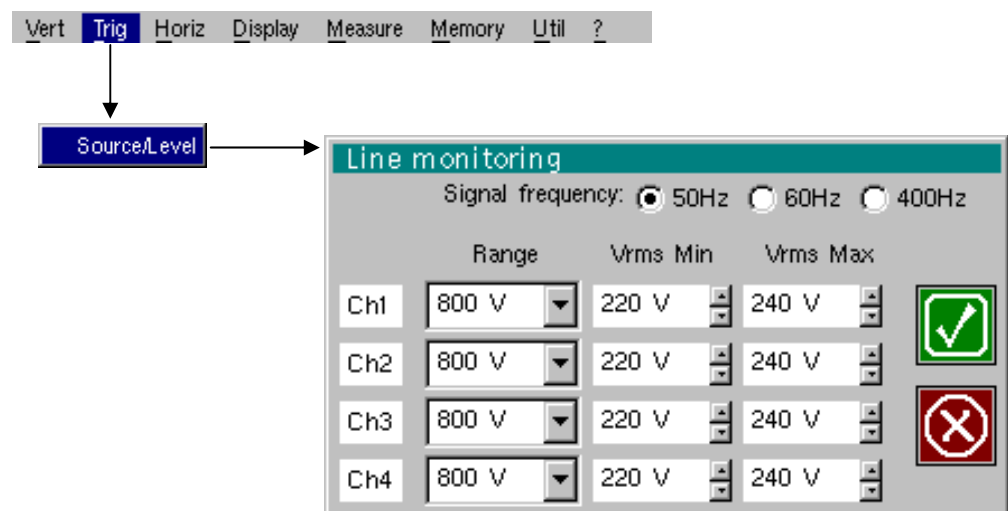 Vert Trig Horiz Display Measure Memory Util ?
Source/Level
Line monitoring
Signal frequency: 50Hz 60Hz 400Hz
Range Vrms Min Vrms Max
Ch1 800 V 220 V 240 V
Ch2 800 V 220 V 240 V
Ch3 800 V 220 V 240 V
Ch4 800 V 220 V 240 V